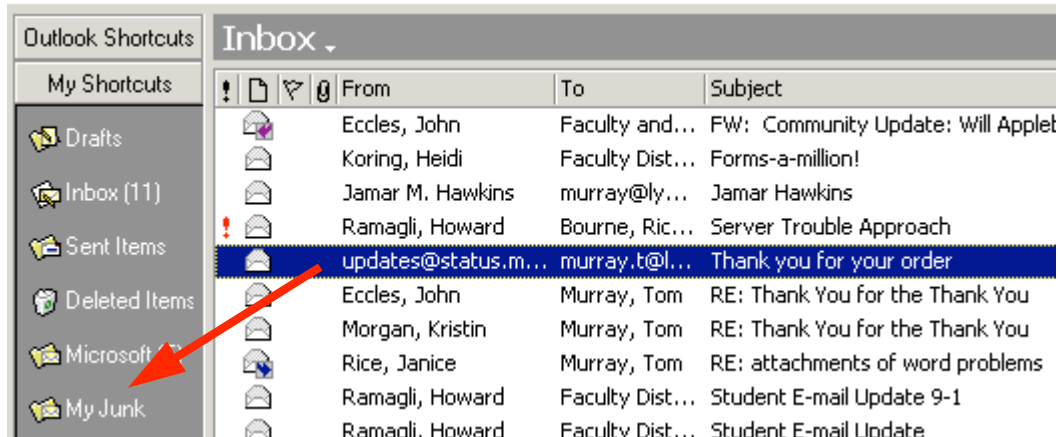 Outlook Shortcuts
My Shortcuts
Drafts
Inbox (11)
Sent Items
Deleted Items
Microsoft
My Junk
Inbox
! From To Subject
Eccles, John Faculty and... FW: Community Update: Will
Koring, Heidi Faculty Dist... Forms-a-million!
Jamar M. Hawkins murray@ly... Jamar Hawkins
! Ramagli, Howard Bourne, Ric... Server Trouble Approach
updates@status.m... murray.t@l... Thank you for your order
Eccles, John Murray, Tom RE: Thank You for the Thank You
Morgan, Kristin Murray, Tom RE: Thank You for the Thank You
Rice, Janice Murray, Tom RE: attachments of word problems
Ramagli, Howard Faculty Dist... Student E-mail Update 9-1
Ramagli, Howard Faculty Dist... Student E-mail Update